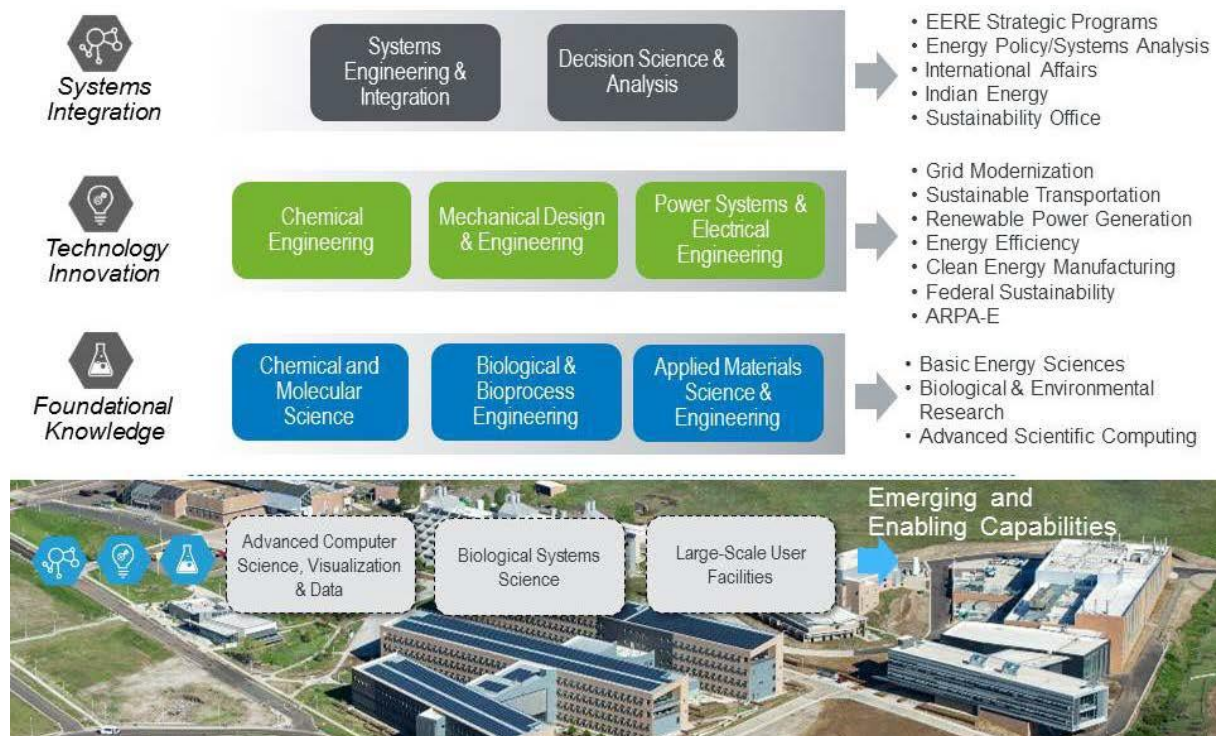 Systems
Integration
Systems
Engineering &
Integration
Decision Science &
Analysis
• EERE Strategic Programs
• Energy Policy/Systems Analysis
• International Affairs
• Indian Energy
• Sustainability Office
Technology
Innovation
Chemical
Engineering
Mechanical Design
& Engineering
Power Systems &
Electrical
Engineering
• Grid Modernization
• Sustainable Transportation
• Renewable Power Generation
• Energy Efficiency
• Clean Energy Manufacturing
• Federal Sustainability
• ARPA-E
Foundational
Knowledge
Chemical and
Molecular
Science
Biological &
Bioprocess
Engineering
Applied Materials
Science &
Engineering
• Basic Energy Sciences
• Biological & Environmental
Research
• Advanced Scientific Computing
Advanced Computer
Science, Visualization
& Data
Biological Systems
Science
Large-Scale User
Facilities
Emerging and
Enabling Capabilities